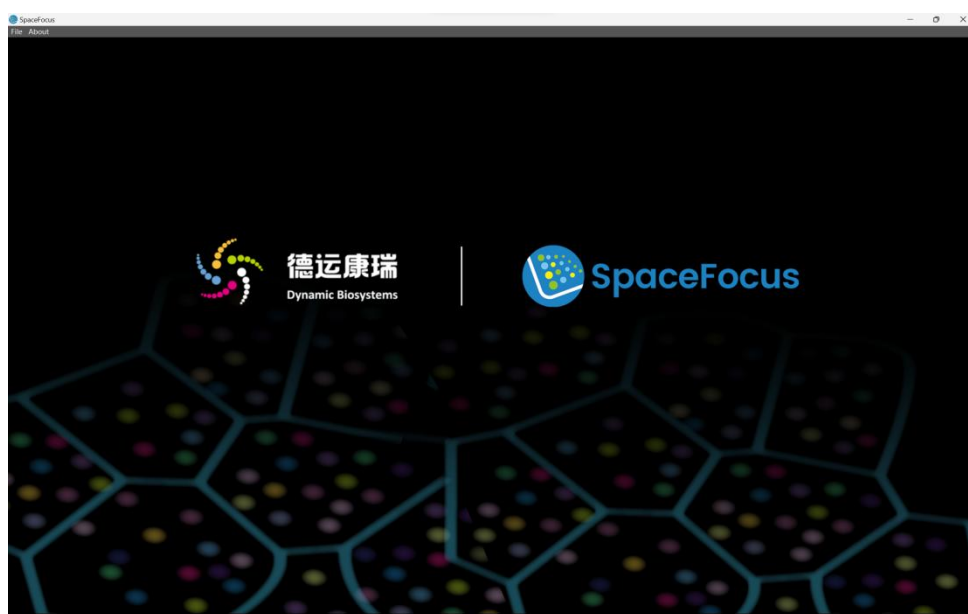 SpaceFocus
File About
德运康瑞
Dynamic Biosystems
SpaceFocus